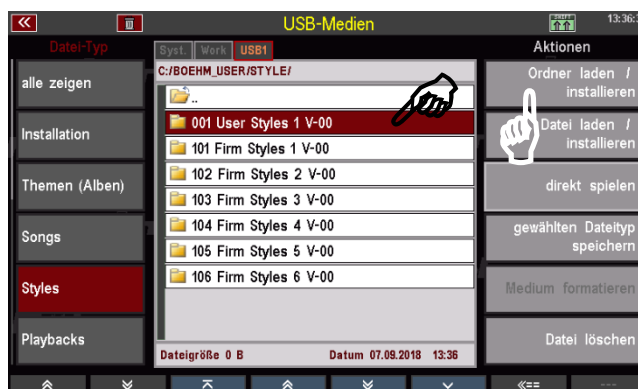 USB-Medien
13:36:
Datei-Typ
Syst. Work USB1
Aktionen
alle zeigen
Installation
Themen (Alben)
Songs
Styles
Playbacks
C:/BOEHM_USER/STYLE/
..
001 User Styles 1 V-00
101 Firm Styles 1 V-00
102 Firm Styles 2 V-00
103 Firm Styles 3 V-00
104 Firm Styles 4 V-00
105 Firm Styles 5 V-00
106 Firm Styles 6 V-00
Dateigröße 0 B Datum 07.09.2018 13:36
Ordner laden /
installieren
Datei laden /
installieren
direkt spielen
gewählten Dateityp
speichern
Medium formatieren
Datei löschen